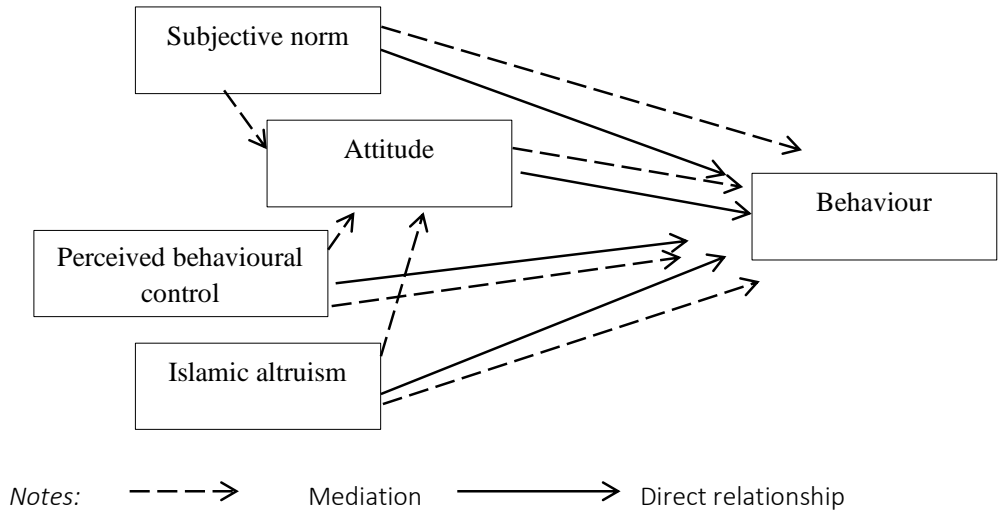 Subjective norm
Attitude
Behaviour
Perceived behavioural
control
Islamic altruism
Notes: Mediation Direct relationship